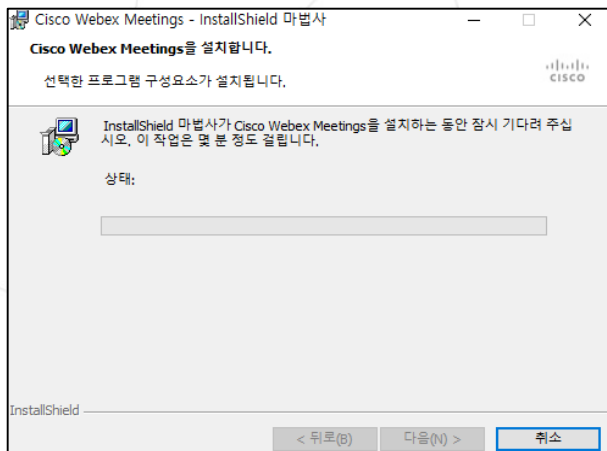 Cisco Webex Meetings - InstallShield 마법사
Cisco Webex Meetings을 설치합니다.
선택한 프로그램 구성요소가 설치됩니다.
CISCO
InstallShield 마법사가 Cisco Webex Meetings을 설치하는 동안 잠시 기다려 주십
시오. 이 작업은 몇 분 정도 걸립니다.
상태:
InstallShield
< 뒤로(B) 다음(N) > 취소